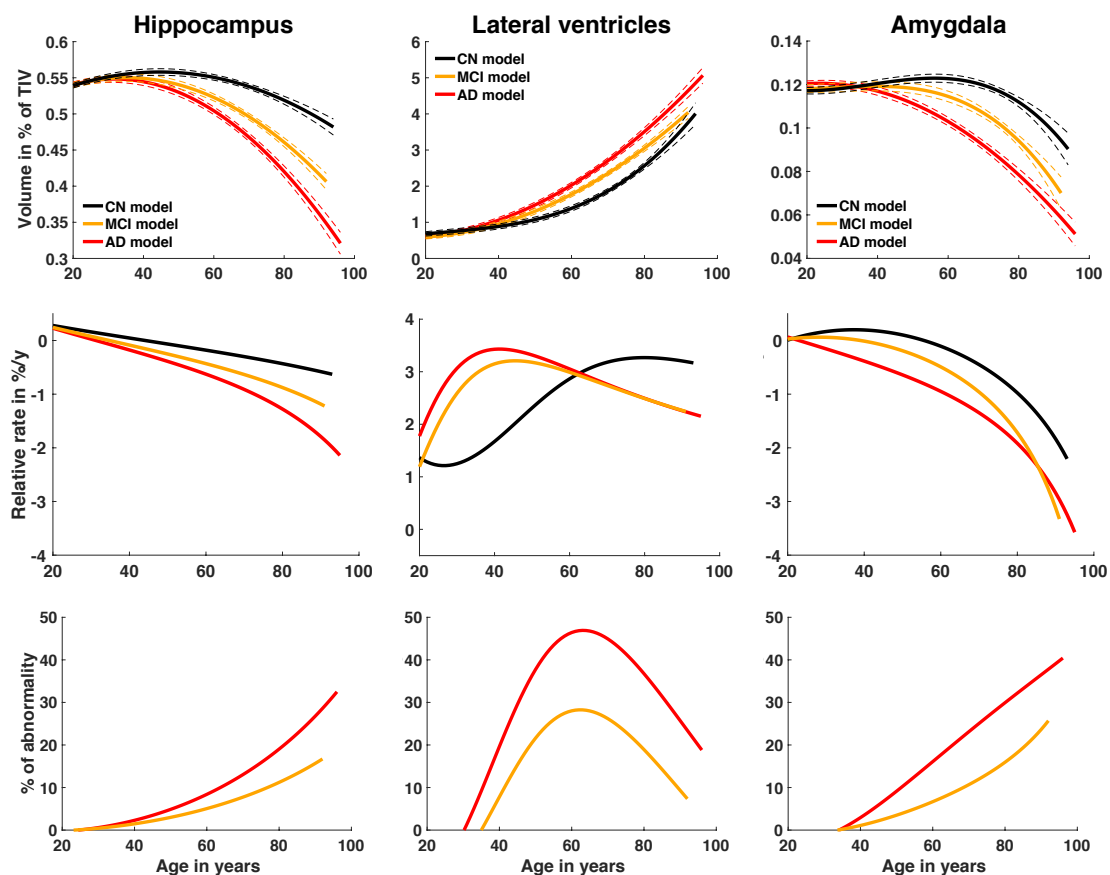 Hippocampus
Lateral ventricles
Amygdala
Volume in % of TIV
0.6
0.55
0.5
0.45
0.4
0.35
0.3
CN model
MCI model
AD model
20 40 60 80 100
6
5
4
3
2
1
0
CN model
MCI model
AD model
20 40 60 80 100
0.14
0.12
0.1
0.08
0.06
0.04
CN model
MCI model
AD model
20 40 60 80 100
Relative rate in %/y
0
-1
-2
-3
-4
20 40 60 80 100
4
3
2
1
0
20 40 60 80 100
0
-1
-2
-3
-4
20 40 60 80 100
% of abnormality
50
40
30
20
10
0
20 40 60 80 100
Age in years
50
40
30
20
10
0
20 40 60 80 100
Age in years
50
40
30
20
10
0
20 40 60 80 100
Age in years